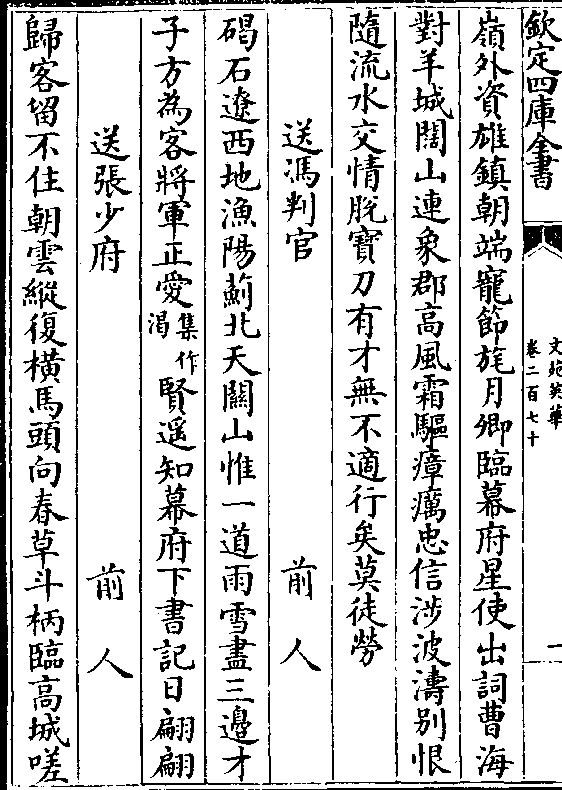 欽定四庫全書
文苑英華
卷二百七十
一
嶺外資雄鎮朝端寵節旄月卿臨幕府星使出詞曹海
對羊城闊山連象郡高風霜驅瘴癘忠信涉波濤别恨
隨流水交情脱寳刀有才無不適行矣莫徒勞
送馮判官 前人
碣石遼西地漁陽薊北天關山惟一道雨雪盡三邊才
子方為客將軍正愛集作渴賢遥知幕府下書記日翩翩
送張少府 前人
歸客留不住朝雲縱復橫馬頭向春草斗柄臨高城嗟